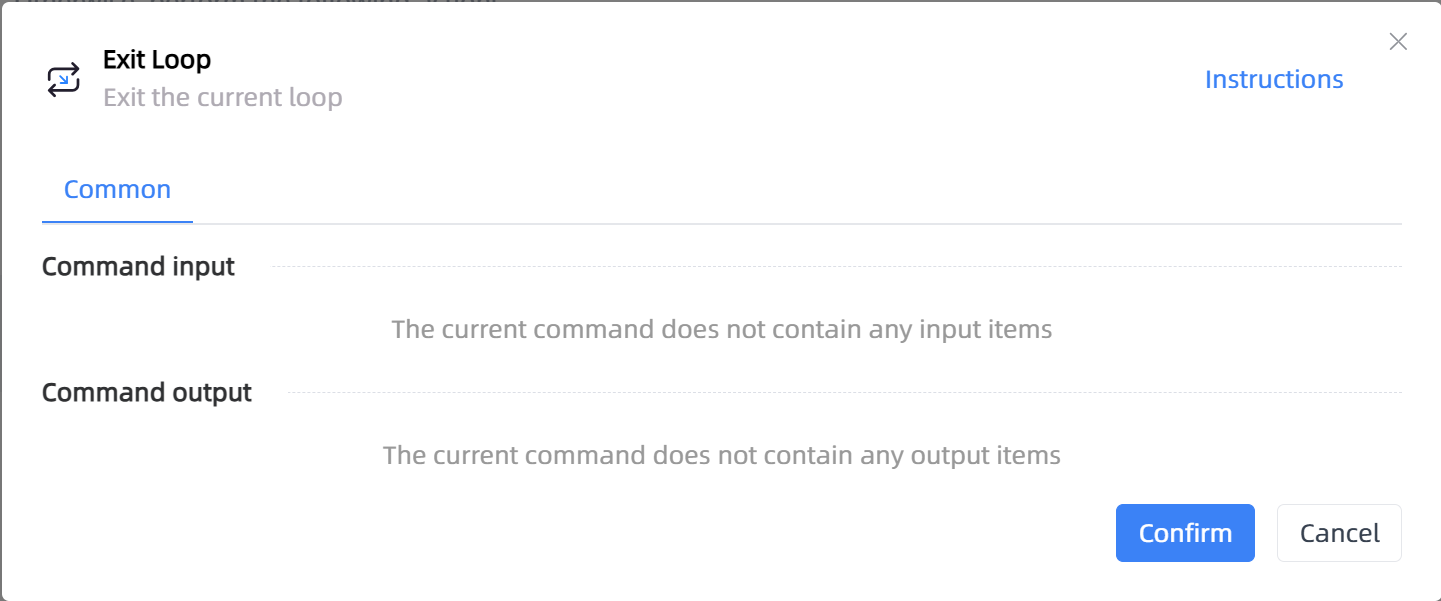 Exit Loop
Exit the current loop
Instructions
Common
Command input
The current command does not contain any input items
Command output
The current command does not contain any output items
Confirm
Cancel